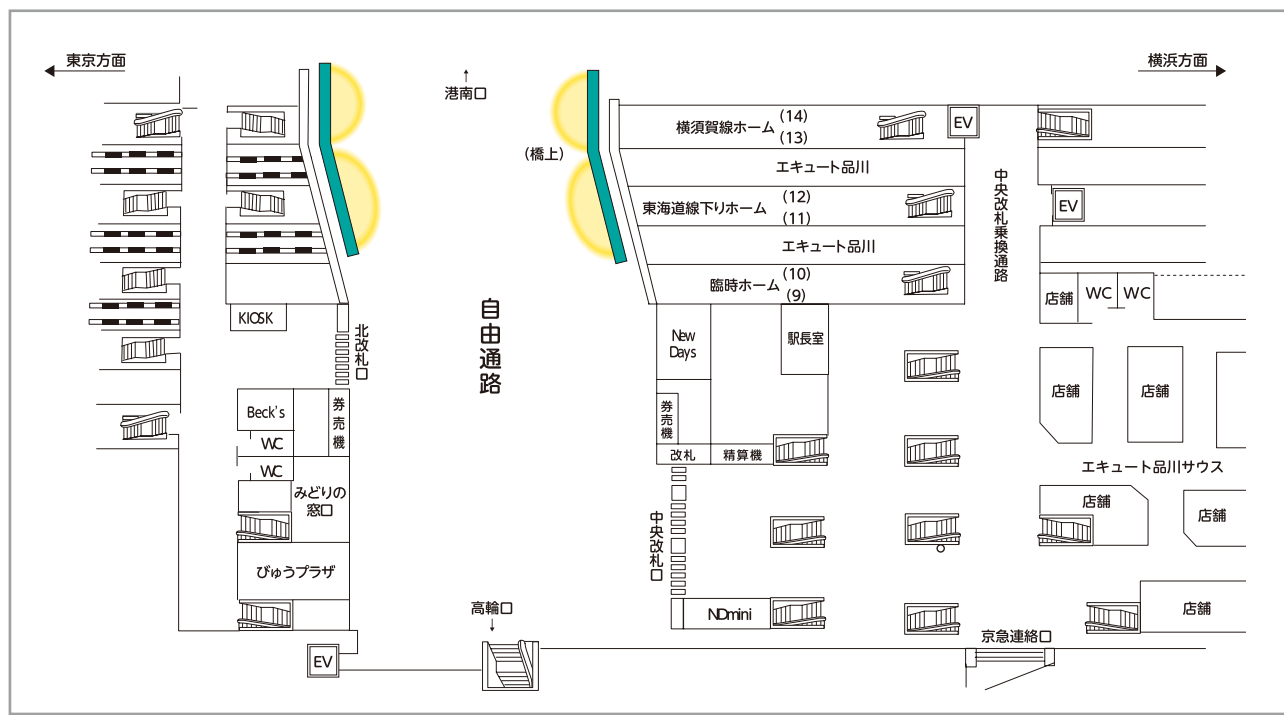 東京方面
港南口
横浜方面
横須賀線ホーム
(14)
(13)
EV
(橋上)
エキュート品川
東海道線下りホーム
(12)
(11)
EV
中央改札乗換通路
エキュート品川
臨時ホーム
(10)
(9)
店舗
WC
WC
KIOSK
北改札口
自由通路
New
Days
駅長室
店舗
店舗
Beck's
券売機
券売機
WC
改札
精算機
WC
エキュート品川サウス
みどりの
窓口
店舗
店舗
中央改札口
びゅうプラザ
高輪口
NDmini
店舗
京急連絡口
EV